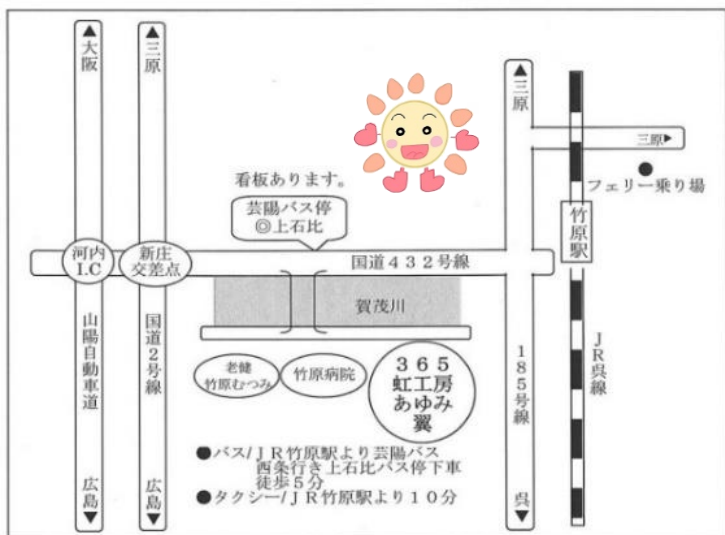 ▲大阪
▲三原
▲三原
三原▶
●
フェリー乗り場
看板あります。
芸陽バス停
◎上石比
竹原駅
河内
I.C
新庄
交差点
国道432号線
賀茂川
山陽自動車道
国道2号線
185号線
JR呉線
老健
竹原むつみ
竹原病院
365
虹工房
あゆみ
翼
●バス/JR竹原駅より芸陽バス
西条行き上石比バス停下車
徒歩5分
●タクシー/JR竹原駅より10分
広島▼
広島▼
呉▼